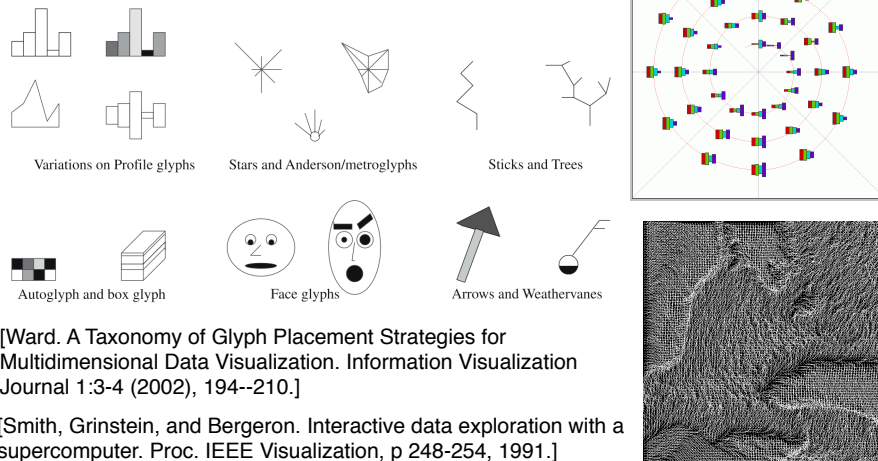 Variations on Profile glyphs
Stars and Anderson/metroglyphs
Sticks and Trees
Autoglyph and box glyph
Face glyphs
Arrows and Weathervanes
[Ward. A Taxonomy of Glyph Placement Strategies for
Multidimensional Data Visualization. Information Visualization
Journal 1:3-4 (2002), 194--210.]
[Smith, Grinstein, and Bergeron. Interactive data exploration with a
supercomputer. Proc. IEEE Visualization, p 248-254, 1991.]